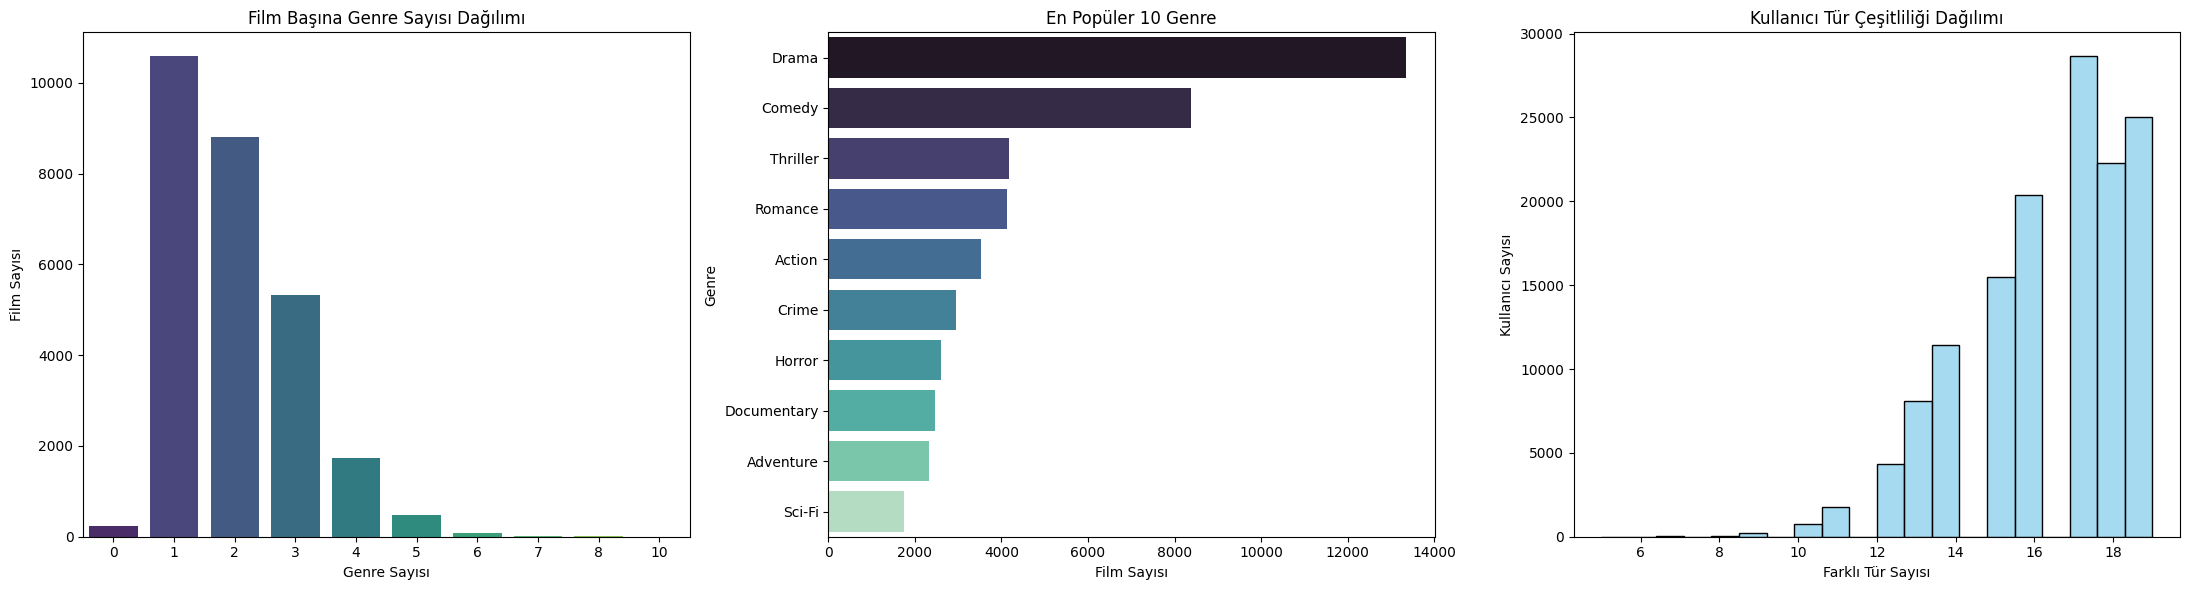 Film Başına Genre Sayısı Dağılımı
Film Sayısı
10000
8000
6000
4000
2000
0
0 1 2 3 4 5 6 7 8 10
Genre Sayısı
En Popüler 10 Genre
Genre
Drama
Comedy
Thriller
Romance
Action
Crime
Horror
Documentary
Adventure
Sci-Fi
0 2000 4000 6000 8000 10000 12000 14000
Film Sayısı
Kullanıcı Tür Çeşitliliği Dağılımı
Kullanıcı Sayısı
30000
25000
20000
15000
10000
5000
0
6 8 10 12 14 16 18
Farklı Tür Sayısı